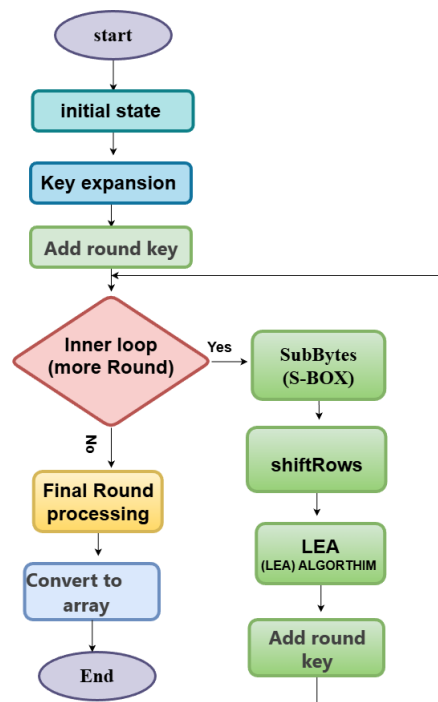 start
initial state
Key expansion
Add round key
Inner loop
(more Round)
Yes
No
SubBytes
(S-BOX)
shiftRows
LEA
(LEA) ALGORTHIM
Add round
key
Final Round
processing
Convert to
array
End